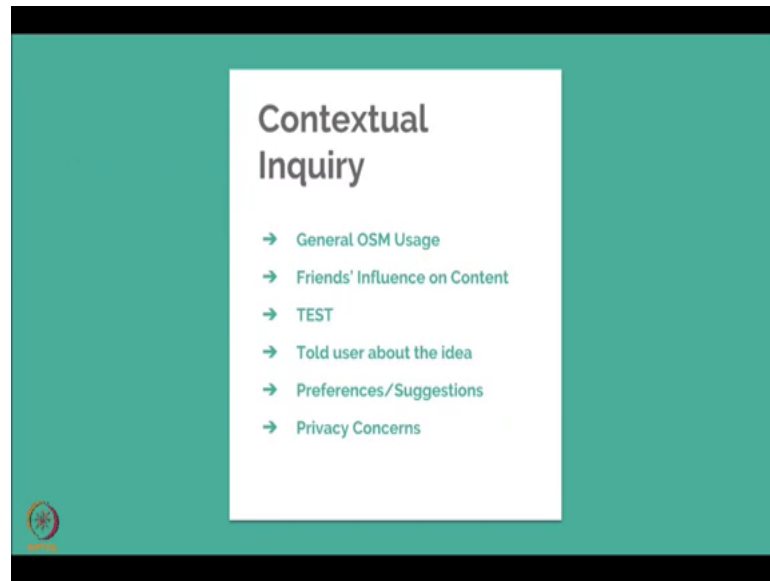 Contextual
Inquiry
→ General OSM Usage
→ Friends' Influence on Content
→ TEST
→ Told user about the idea
→ Preferences/Suggestions
→ Privacy Concerns